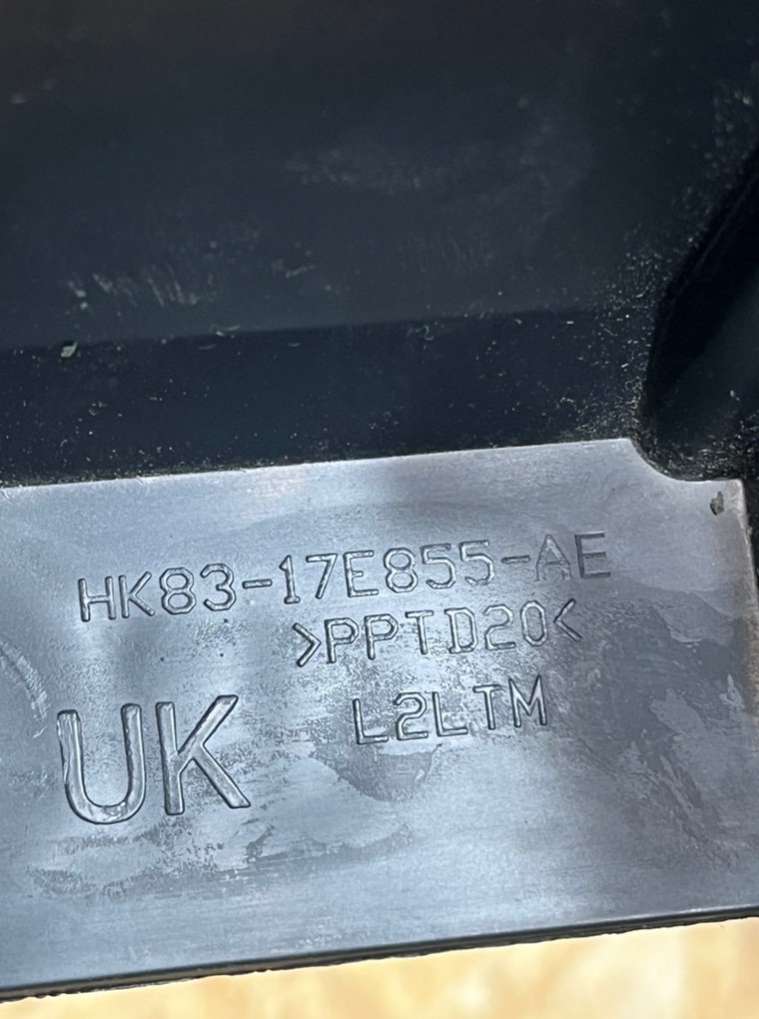 HK83-17E855-AE
>PPTD20<
L2LTM
UK